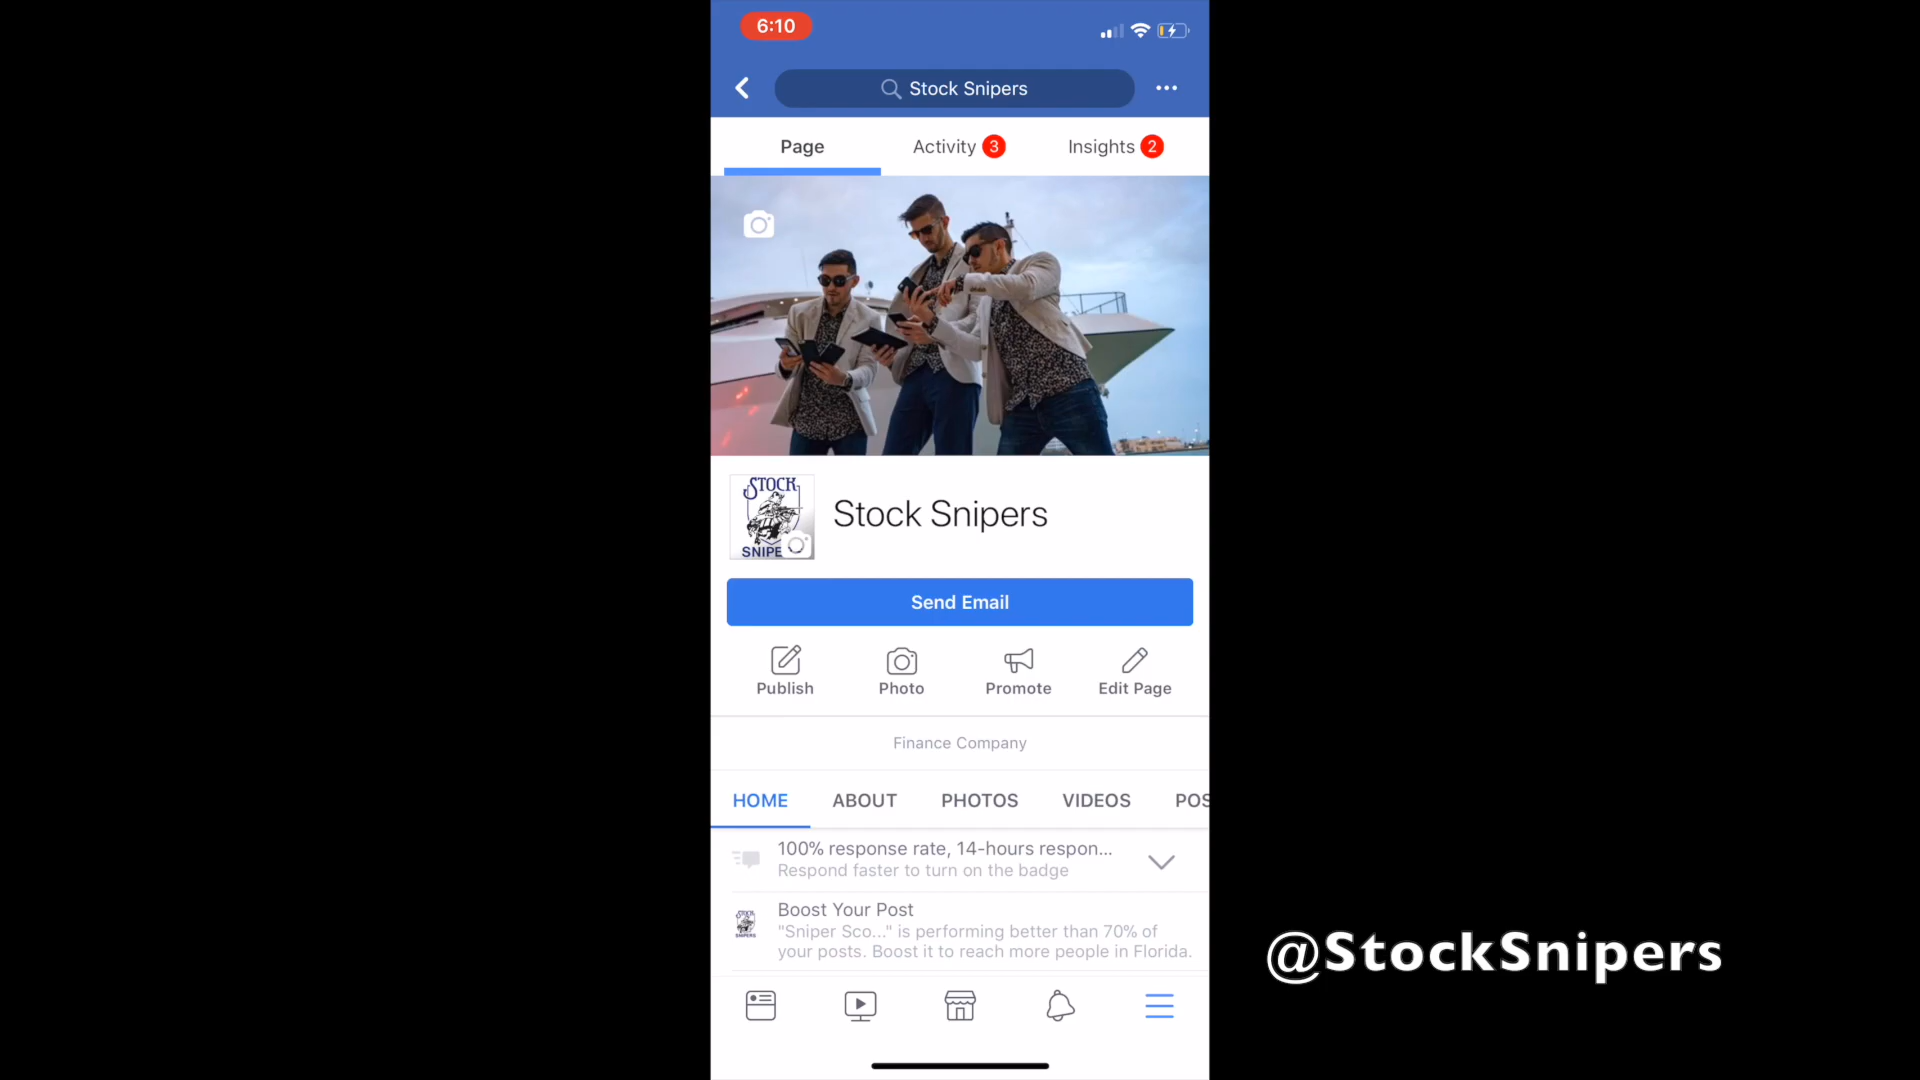 6:10
Stock Snipers
Page
Activity 3
Insights 2
STOCK
SNIPE
Stock Snipers
Send Email
Publish
Photo
Promote
Edit Page
Finance Company
HOME
ABOUT
PHOTOS
VIDEOS
POS
100% response rate, 14-hours respon...
Respond faster to turn on the badge
STOCK
SNIPERS
Boost Your Post
"Sniper Sco..." is performing better than 70% of
your posts. Boost it to reach more people in Florida.
@StockSnipers